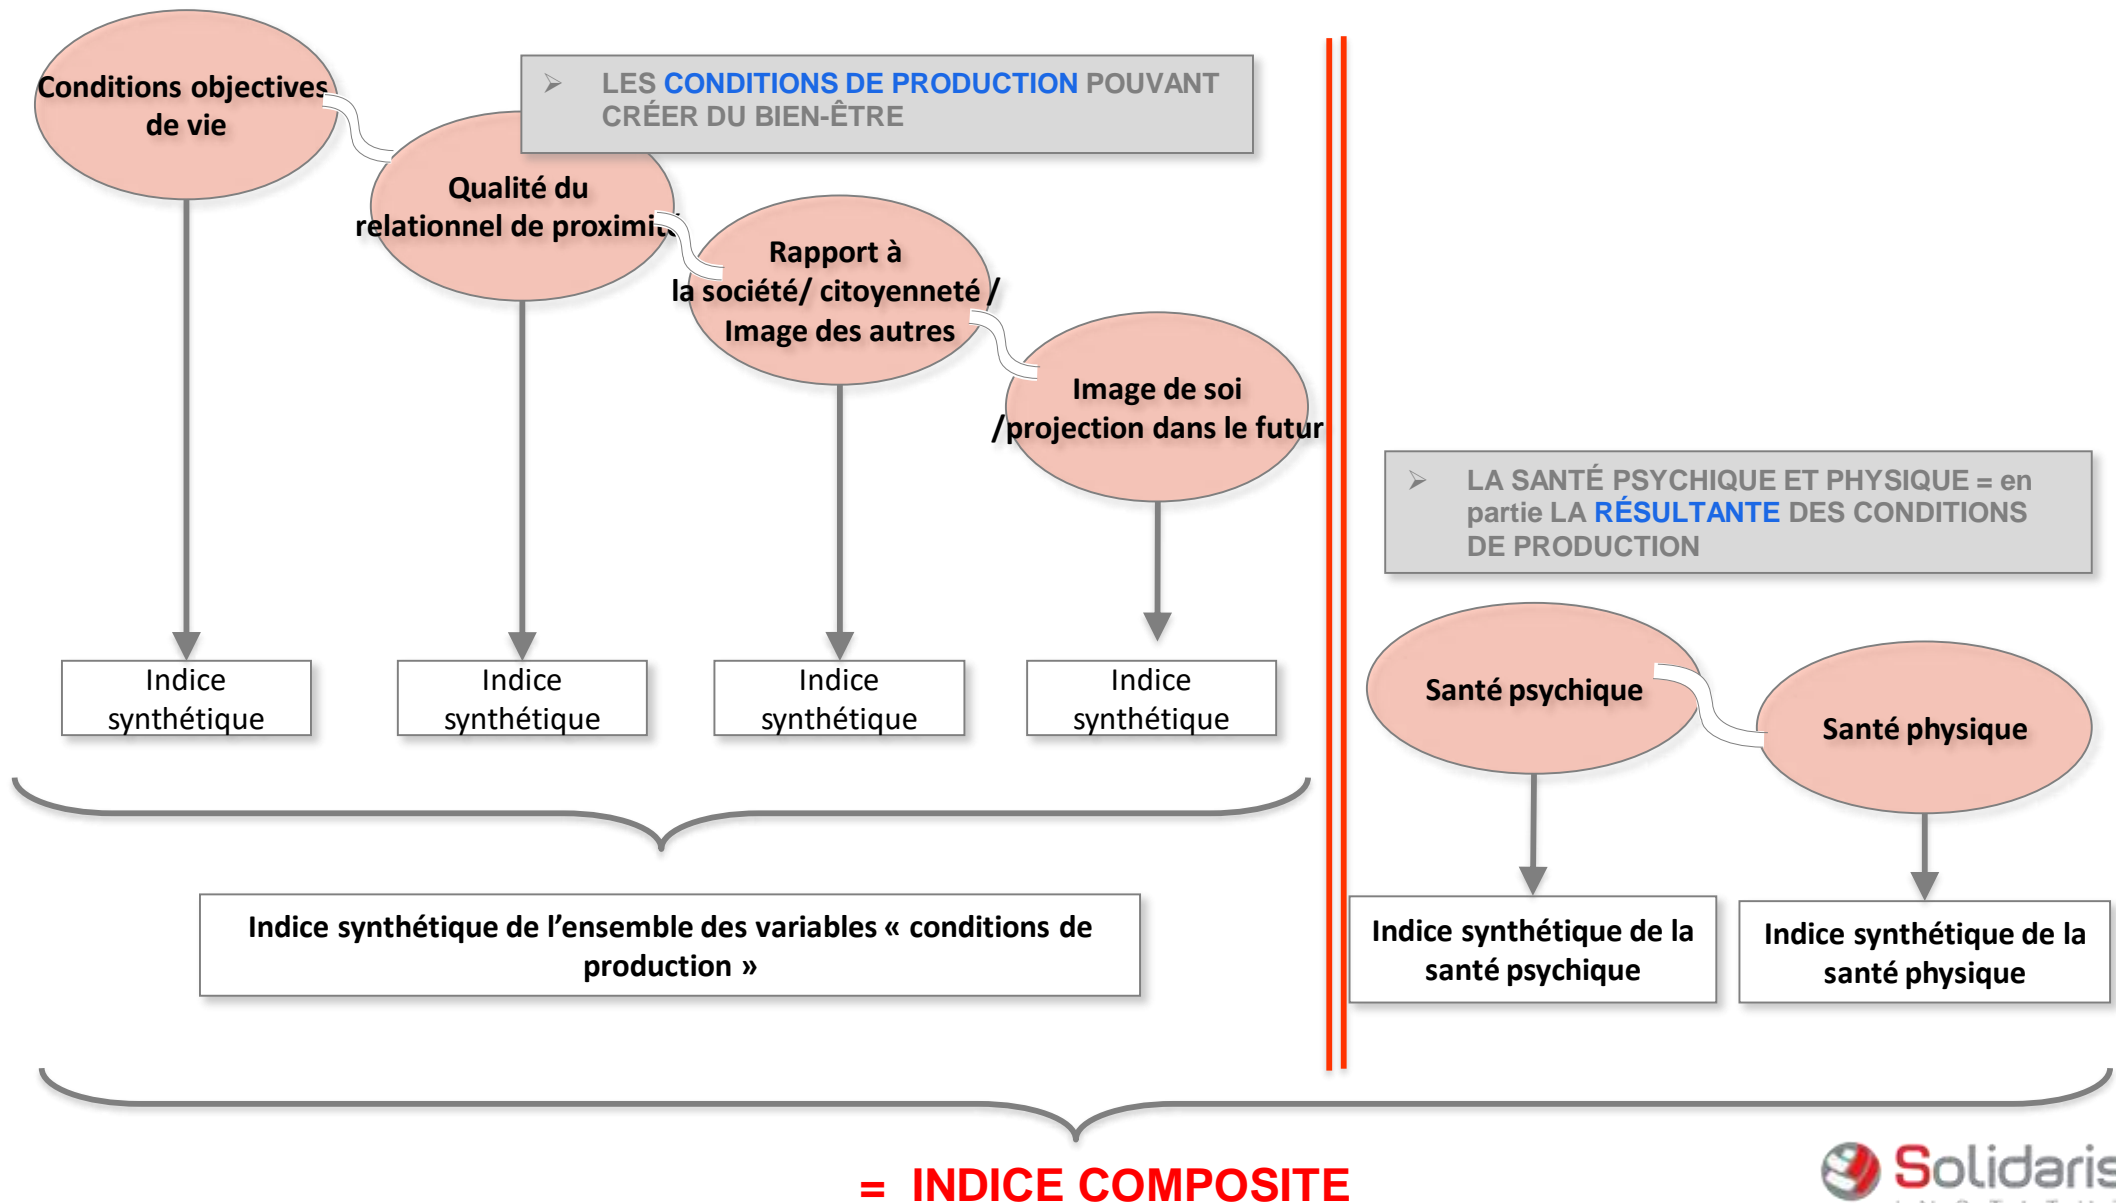 Conditions objectives
de vie
➢ LES CONDITIONS DE PRODUCTION POUVANT
CRÉER DU BIEN-ÊTRE
Qualité du
relationnel de proximité
Rapport à
la société/ citoyenneté /
Image des autres
Image de soi
/projection dans le futur
➢ LA SANTÉ PSYCHIQUE ET PHYSIQUE = en
partie LA RÉSULTANTE DES CONDITIONS
DE PRODUCTION
Indice
synthétique
Indice
synthétique
Indice
synthétique
Indice
synthétique
Santé psychique
Santé physique
Indice synthétique de l’ensemble des variables « conditions de
production »
Indice synthétique de la
santé psychique
Indice synthétique de la
santé physique
= INDICE COMPOSITE
Solidaris